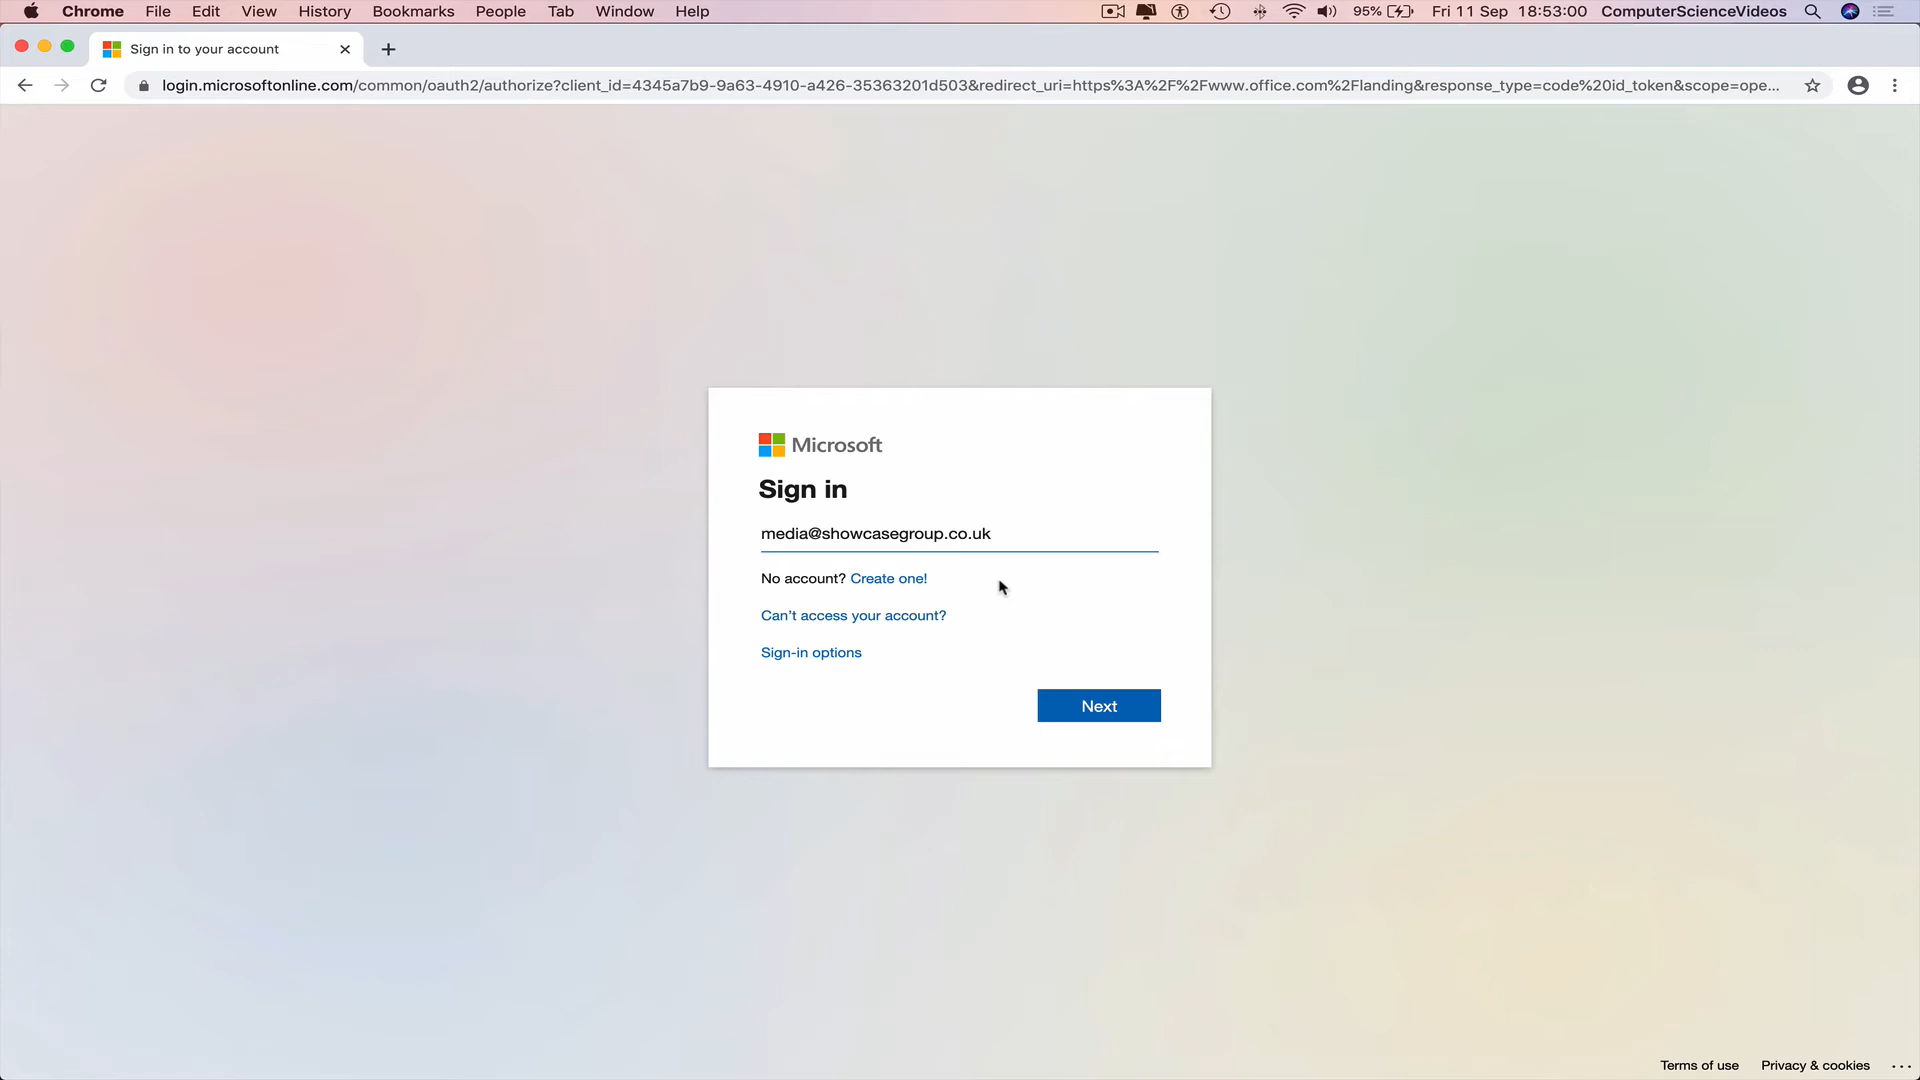 Chrome File Edit View History Bookmarks People Tab Window Help 95% Fri 11 Sep 18:53:00 ComputerScienceVideos
Sign in to your account
login.microsoftonline.com/common/oauth2/authorize?client_id=4345a7b9-9a63-4910-a426-35363201d503&redirect_uri=https%3A%2F%2Fwww.office.com%2Flanding&response_type=code%20id_token&scope=ope...
Microsoft
Sign in
media@showcasegroup.co.uk
No account? Create one!
Can't access your account?
Sign-in options
Next
Terms of use Privacy & cookies ...